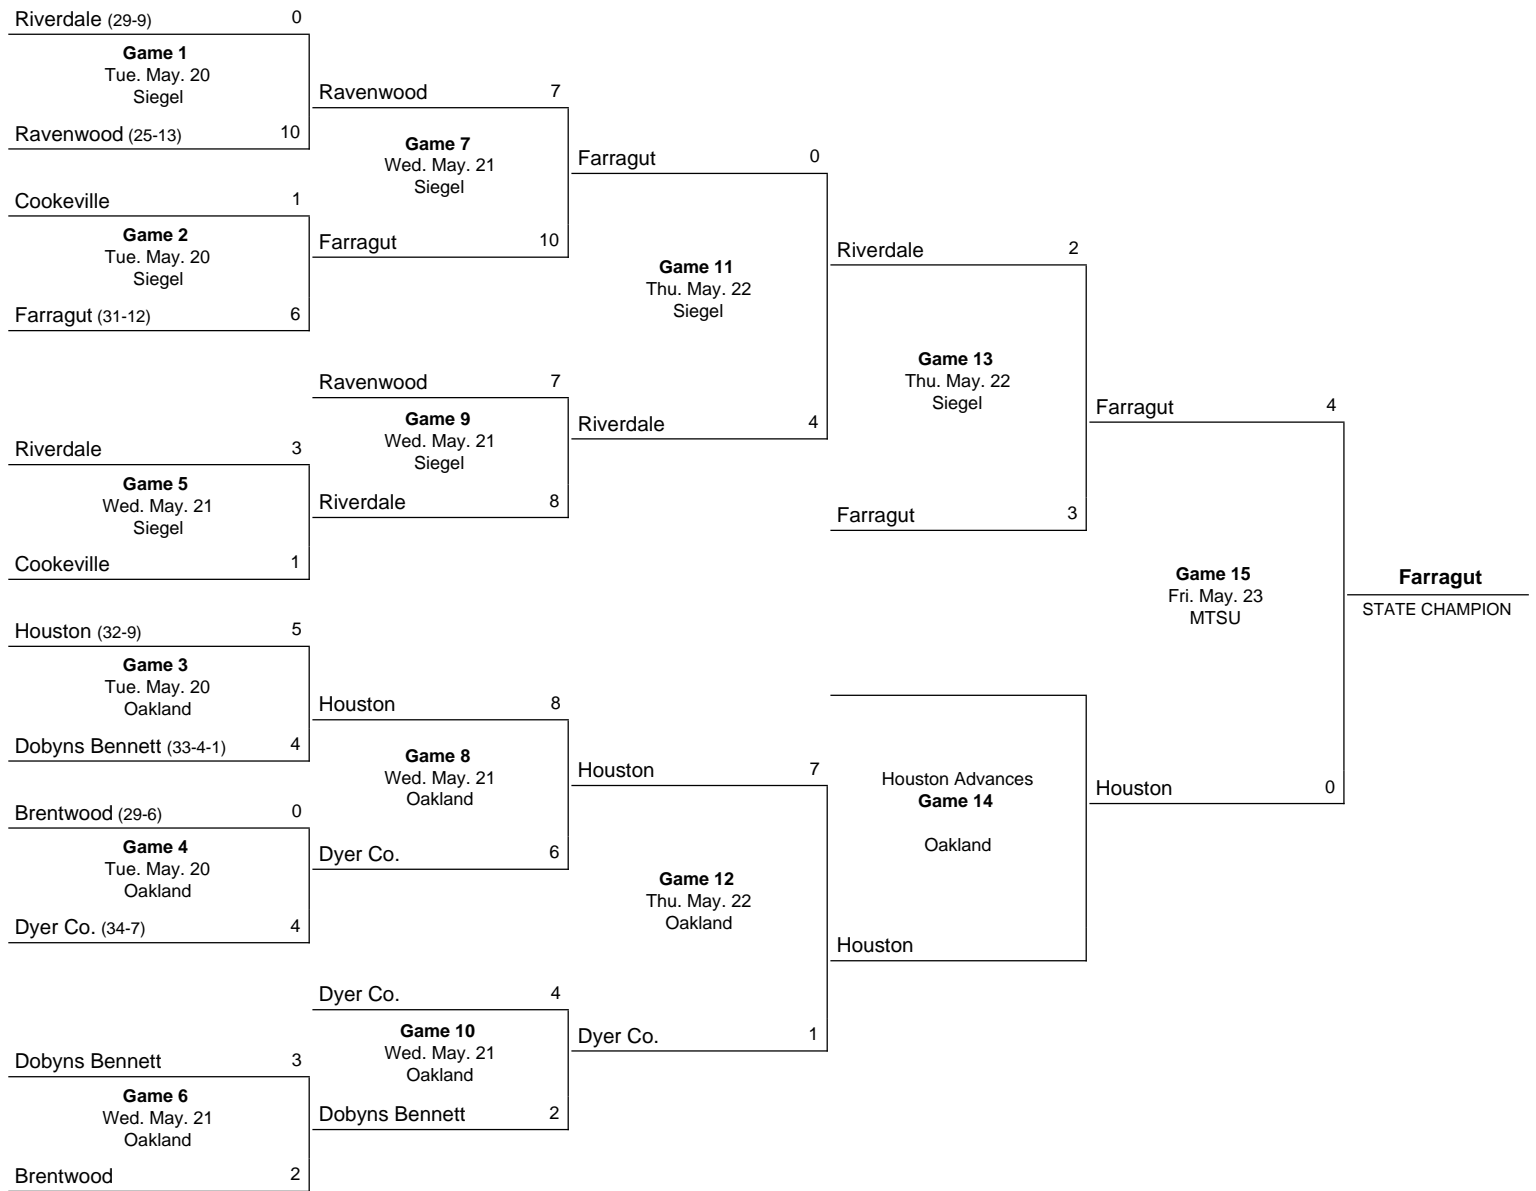 Riverdale (29-9) 0
Game 1
Tue. May. 20
Siegel
Ravenwood (25-13) 10
Cookeville 1
Game 2
Tue. May. 20
Siegel
Farragut (31-12) 6
Riverdale 3
Game 5
Wed. May. 21
Siegel
Cookeville 1
Houston (32-9) 5
Game 3
Tue. May. 20
Oakland
Dobyns Bennett (33-4-1) 4
Brentwood (29-6) 0
Game 4
Tue. May. 20
Oakland
Dyer Co. (34-7) 4
Dobyns Bennett 3
Game 6
Wed. May. 21
Oakland
Brentwood 2
Ravenwood 7
Game 7
Wed. May. 21
Siegel
Farragut 10
Ravenwood 7
Game 9
Wed. May. 21
Siegel
Riverdale 8
Houston 8
Game 8
Wed. May. 21
Oakland
Dyer Co. 6
Dyer Co. 4
Game 10
Wed. May. 21
Oakland
Dobyns Bennett 2
Farragut 0
Game 11
Thu. May. 22
Siegel
Riverdale 4
Houston 7
Game 12
Thu. May. 22
Oakland
Dyer Co. 1
Riverdale 2
Game 13
Thu. May. 22
Siegel
Farragut 3
Houston Advances
Game 14
Oakland
Houston
Farragut 4
Game 15
Fri. May. 23
MTSU
Houston 0
Farragut
STATE CHAMPION